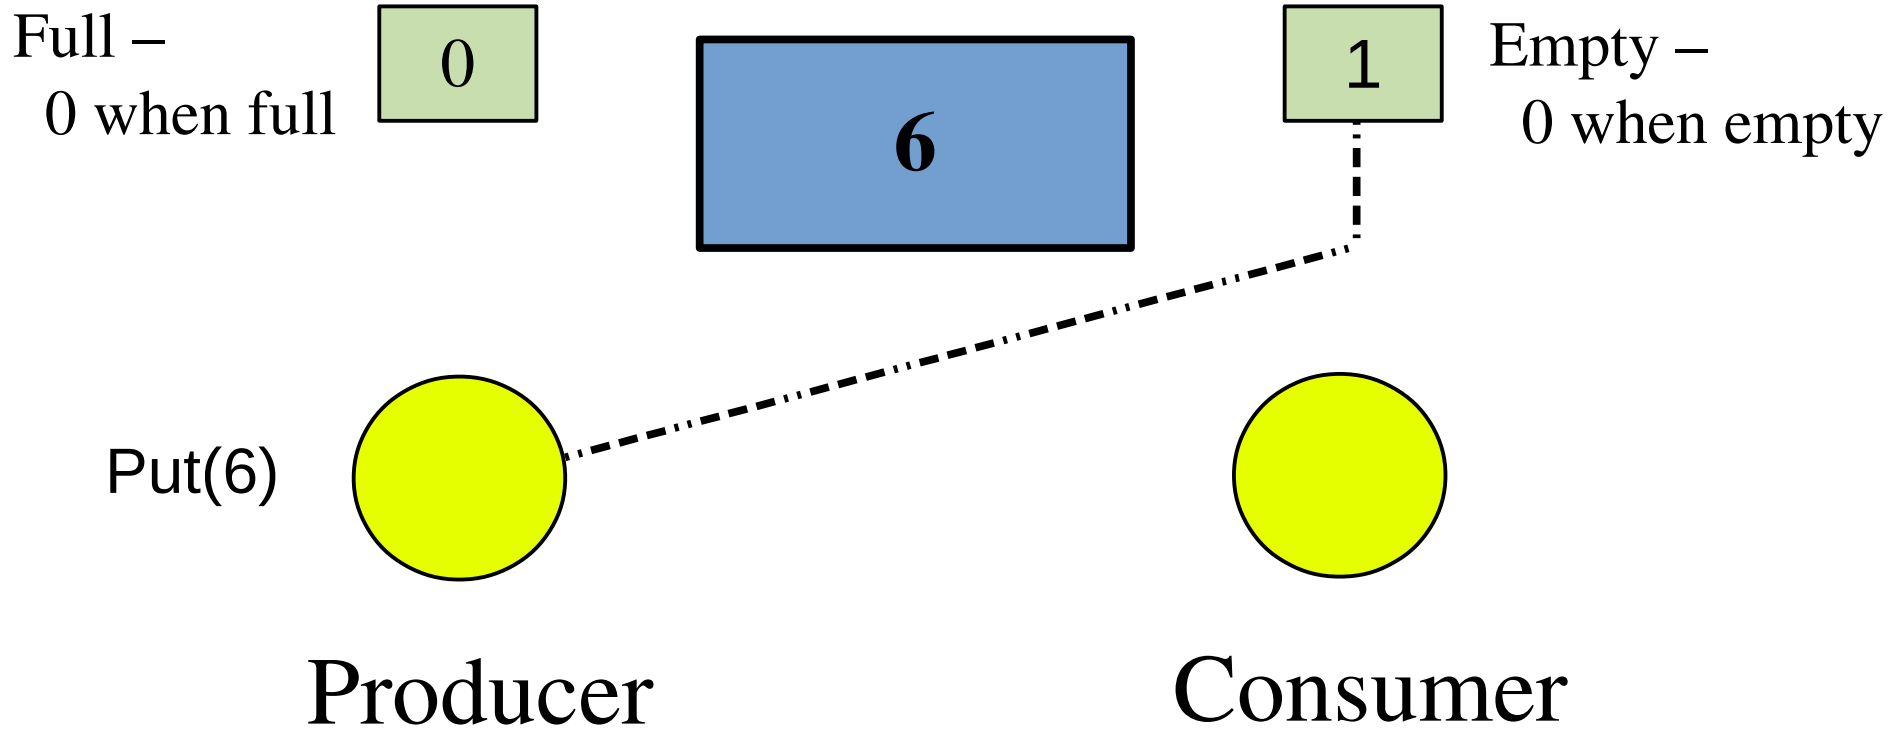 Full –
0 when full
0
6
1
Empty –
0 when empty
Put(6)
Producer
Consumer